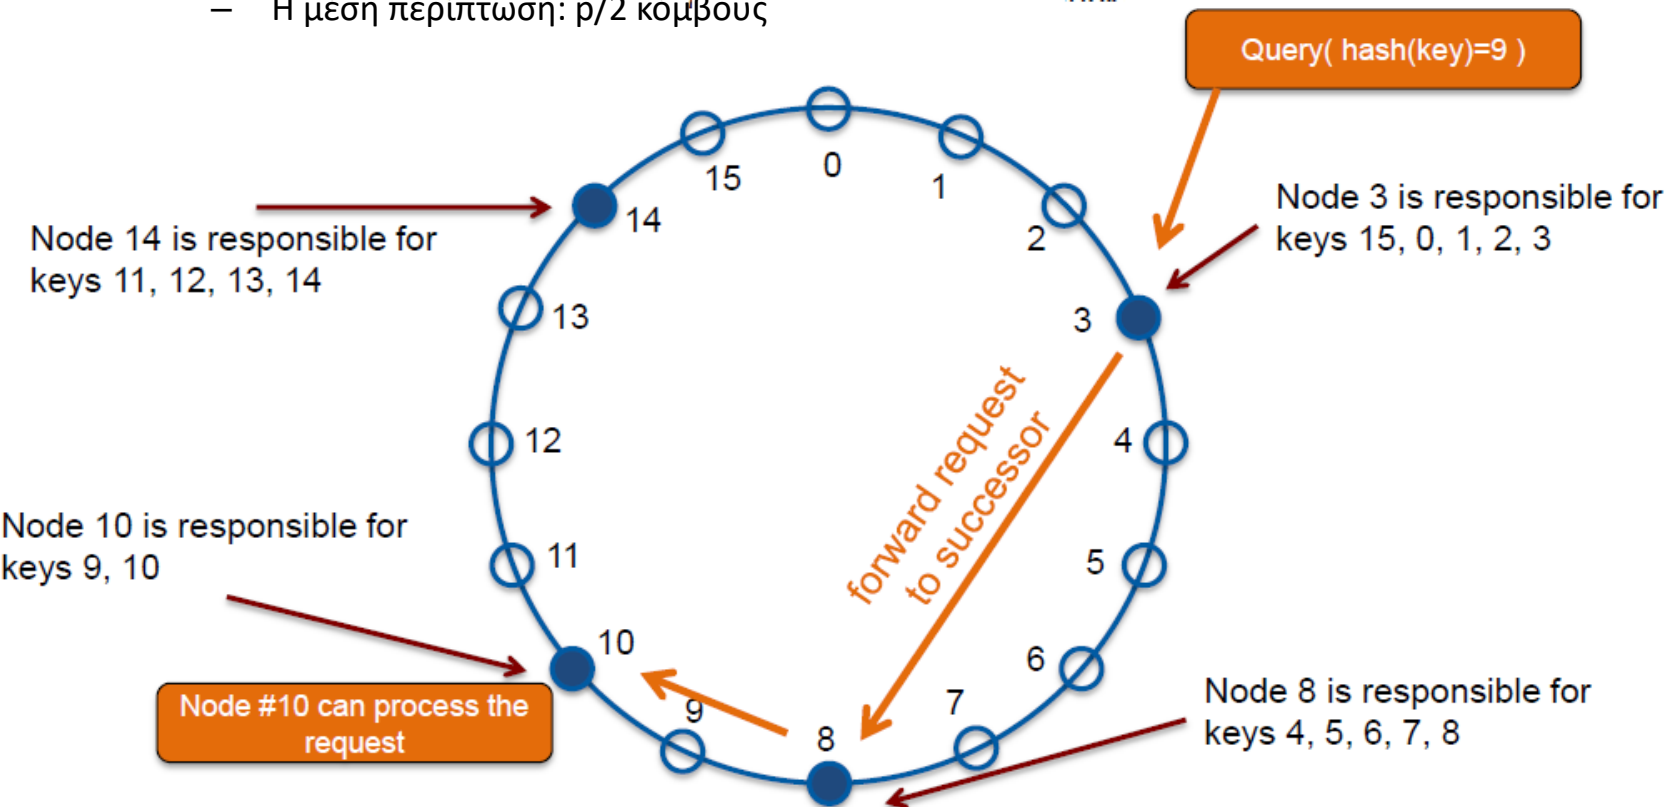 – Η μέση περίπτωση: p/2 κόμβους
Query( hash(key)=9 )
15
0
1
14
2
Node 3 is responsible for
keys 15, 0, 1, 2, 3
Node 14 is responsible for
keys 11, 12, 13, 14
13
3
12
4
forward request
to successor
Node 10 is responsible for
keys 9, 10
11
5
10
6
Node #10 can process the
request
9
8
7
Node 8 is responsible for
keys 4, 5, 6, 7, 8